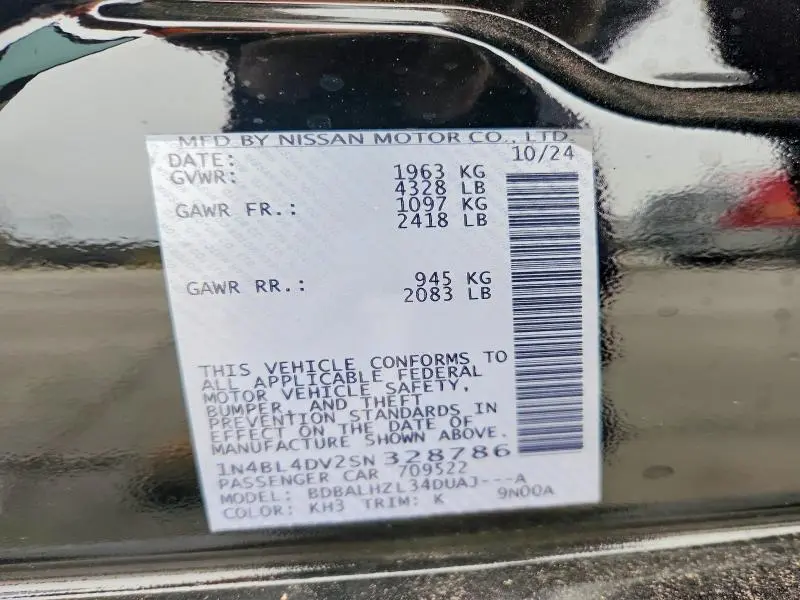 MFD BY NISSAN MOTOR CO., LTD.
DATE: 10/24
GVWR: 1963 KG
4328 LB
GAWR FR.: 1097 KG
2418 LB
GAWR RR.: 945 KG
2083 LB
THIS VEHICLE CONFORMS TO
ALL APPLICABLE FEDERAL
MOTOR VEHICLE SAFETY,
BUMPER, AND THEFT
PREVENTION STANDARDS IN
EFFECT ON THE DATE OF
MANUFACTURE SHOWN ABOVE.
1N4BL4DV2SN 328786
PASSENGER CAR 709522
MODEL: BDBALHZL34DUAJ---A
COLOR: KH3 TRIM: K 9N00A